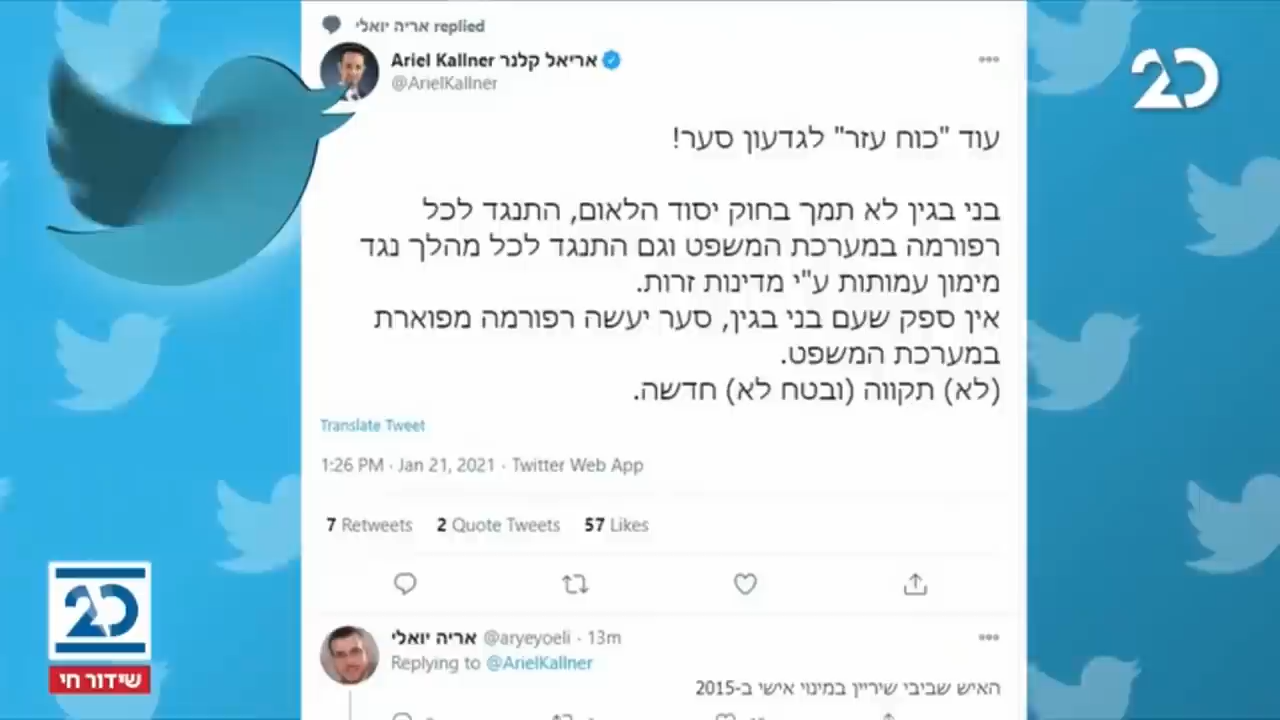 אריה יואלי replied
Ariel Kallner אריאל קלנר
@ArielKallner
20
עוד "כוח עזר" לגדעון סער!
בני בגין לא תמך בחוק יסוד הלאום, התנגד לכל
רפורמה במערכת המשפט וגם התנגד לכל מהלך נגד
מימון עמותות ע"י מדינות זרות.
אין ספק שעם בני בגין, סער יעשה רפורמה מפוארת
במערכת המשפט.
(לא) תקווה (ובטח לא) חדשה.
Translate Tweet
1:26 PM · Jan 21, 2021 · Twitter Web App
7 Retweets 2 Quote Tweets 57 Likes
20
שידור חי
אריה יואלי @aryeyoeli · 13m
Replying to @ArielKallner
האיש שביבי שיריין במינוי אישי ב-2015